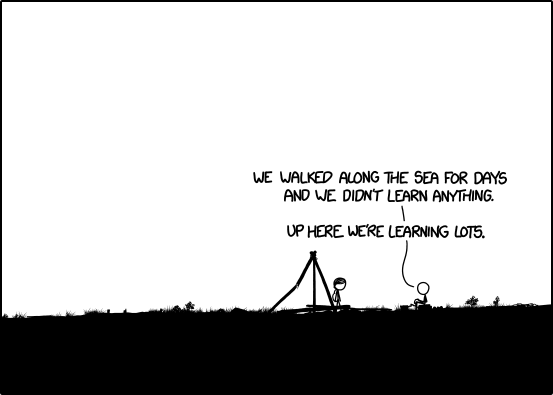 WE WALKED ALONG THE SEA FOR DAYS
AND WE DIDN'T LEARN ANYTHING.
UP HERE WE'RE LEARNING LOTS.